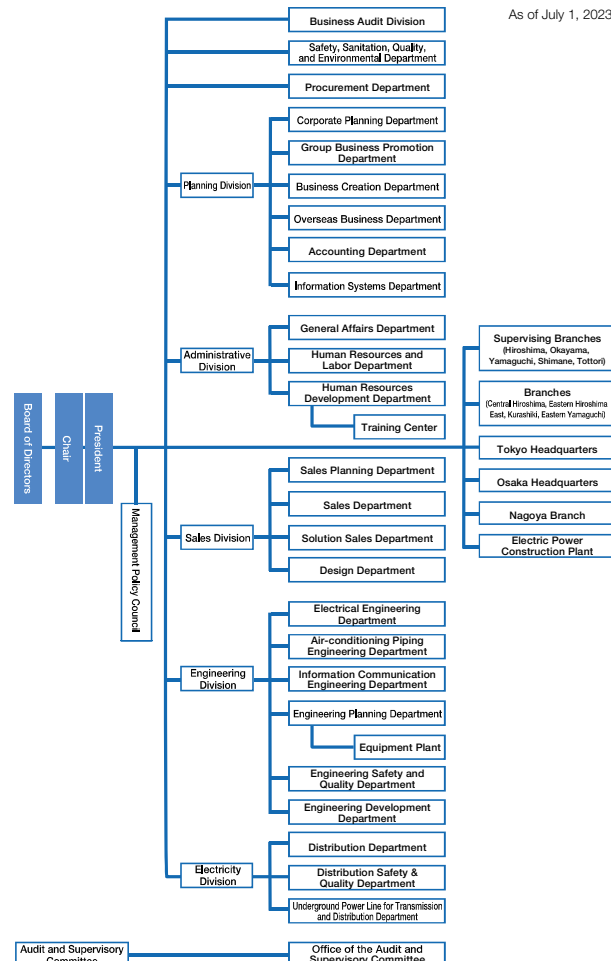 As of July 1, 2023
Business Audit Division
Safety, Sanitation, Quality,
and Environmental Department
Procurement Department
Planning Division
Corporate Planning Department
Group Business Promotion
Department
Business Creation Department
Overseas Business Department
Accounting Department
Information Systems Department
Administrative
Division
General Affairs Department
Human Resources and
Labor Department
Human Resources
Development Department
Training Center
Board of Directors
Chair
President
Management Policy Council
Supervising Branches
(Hiroshima, Okayama,
Yamaguchi, Shimane, Tottori)
Branches
(Central Hiroshima, Eastern Hiroshima
East, Kurashiki, Eastern Yamaguchi)
Tokyo Headquarters
Osaka Headquarters
Nagoya Branch
Electric Power
Construction Plant
Sales Division
Sales Planning Department
Sales Department
Solution Sales Department
Design Department
Engineering
Division
Electrical Engineering
Department
Air-conditioning Piping
Engineering Department
Information Communication
Engineering Department
Engineering Planning Department
Equipment Plant
Engineering Safety and
Quality Department
Engineering Development
Department
Electricity
Division
Distribution Department
Distribution Safety &
Quality Department
Underground Power Line for Transmission
and Distribution Department
Audit and Supervisory
Committee
Office of the Audit and
Supervisory Committee